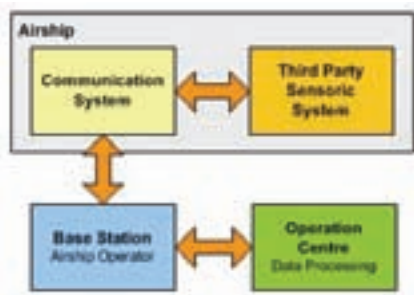 Airship
Communication
System
Third Party
Sensoric
System
Base Station
Airship Operator
Operation
Centre
Data Processing